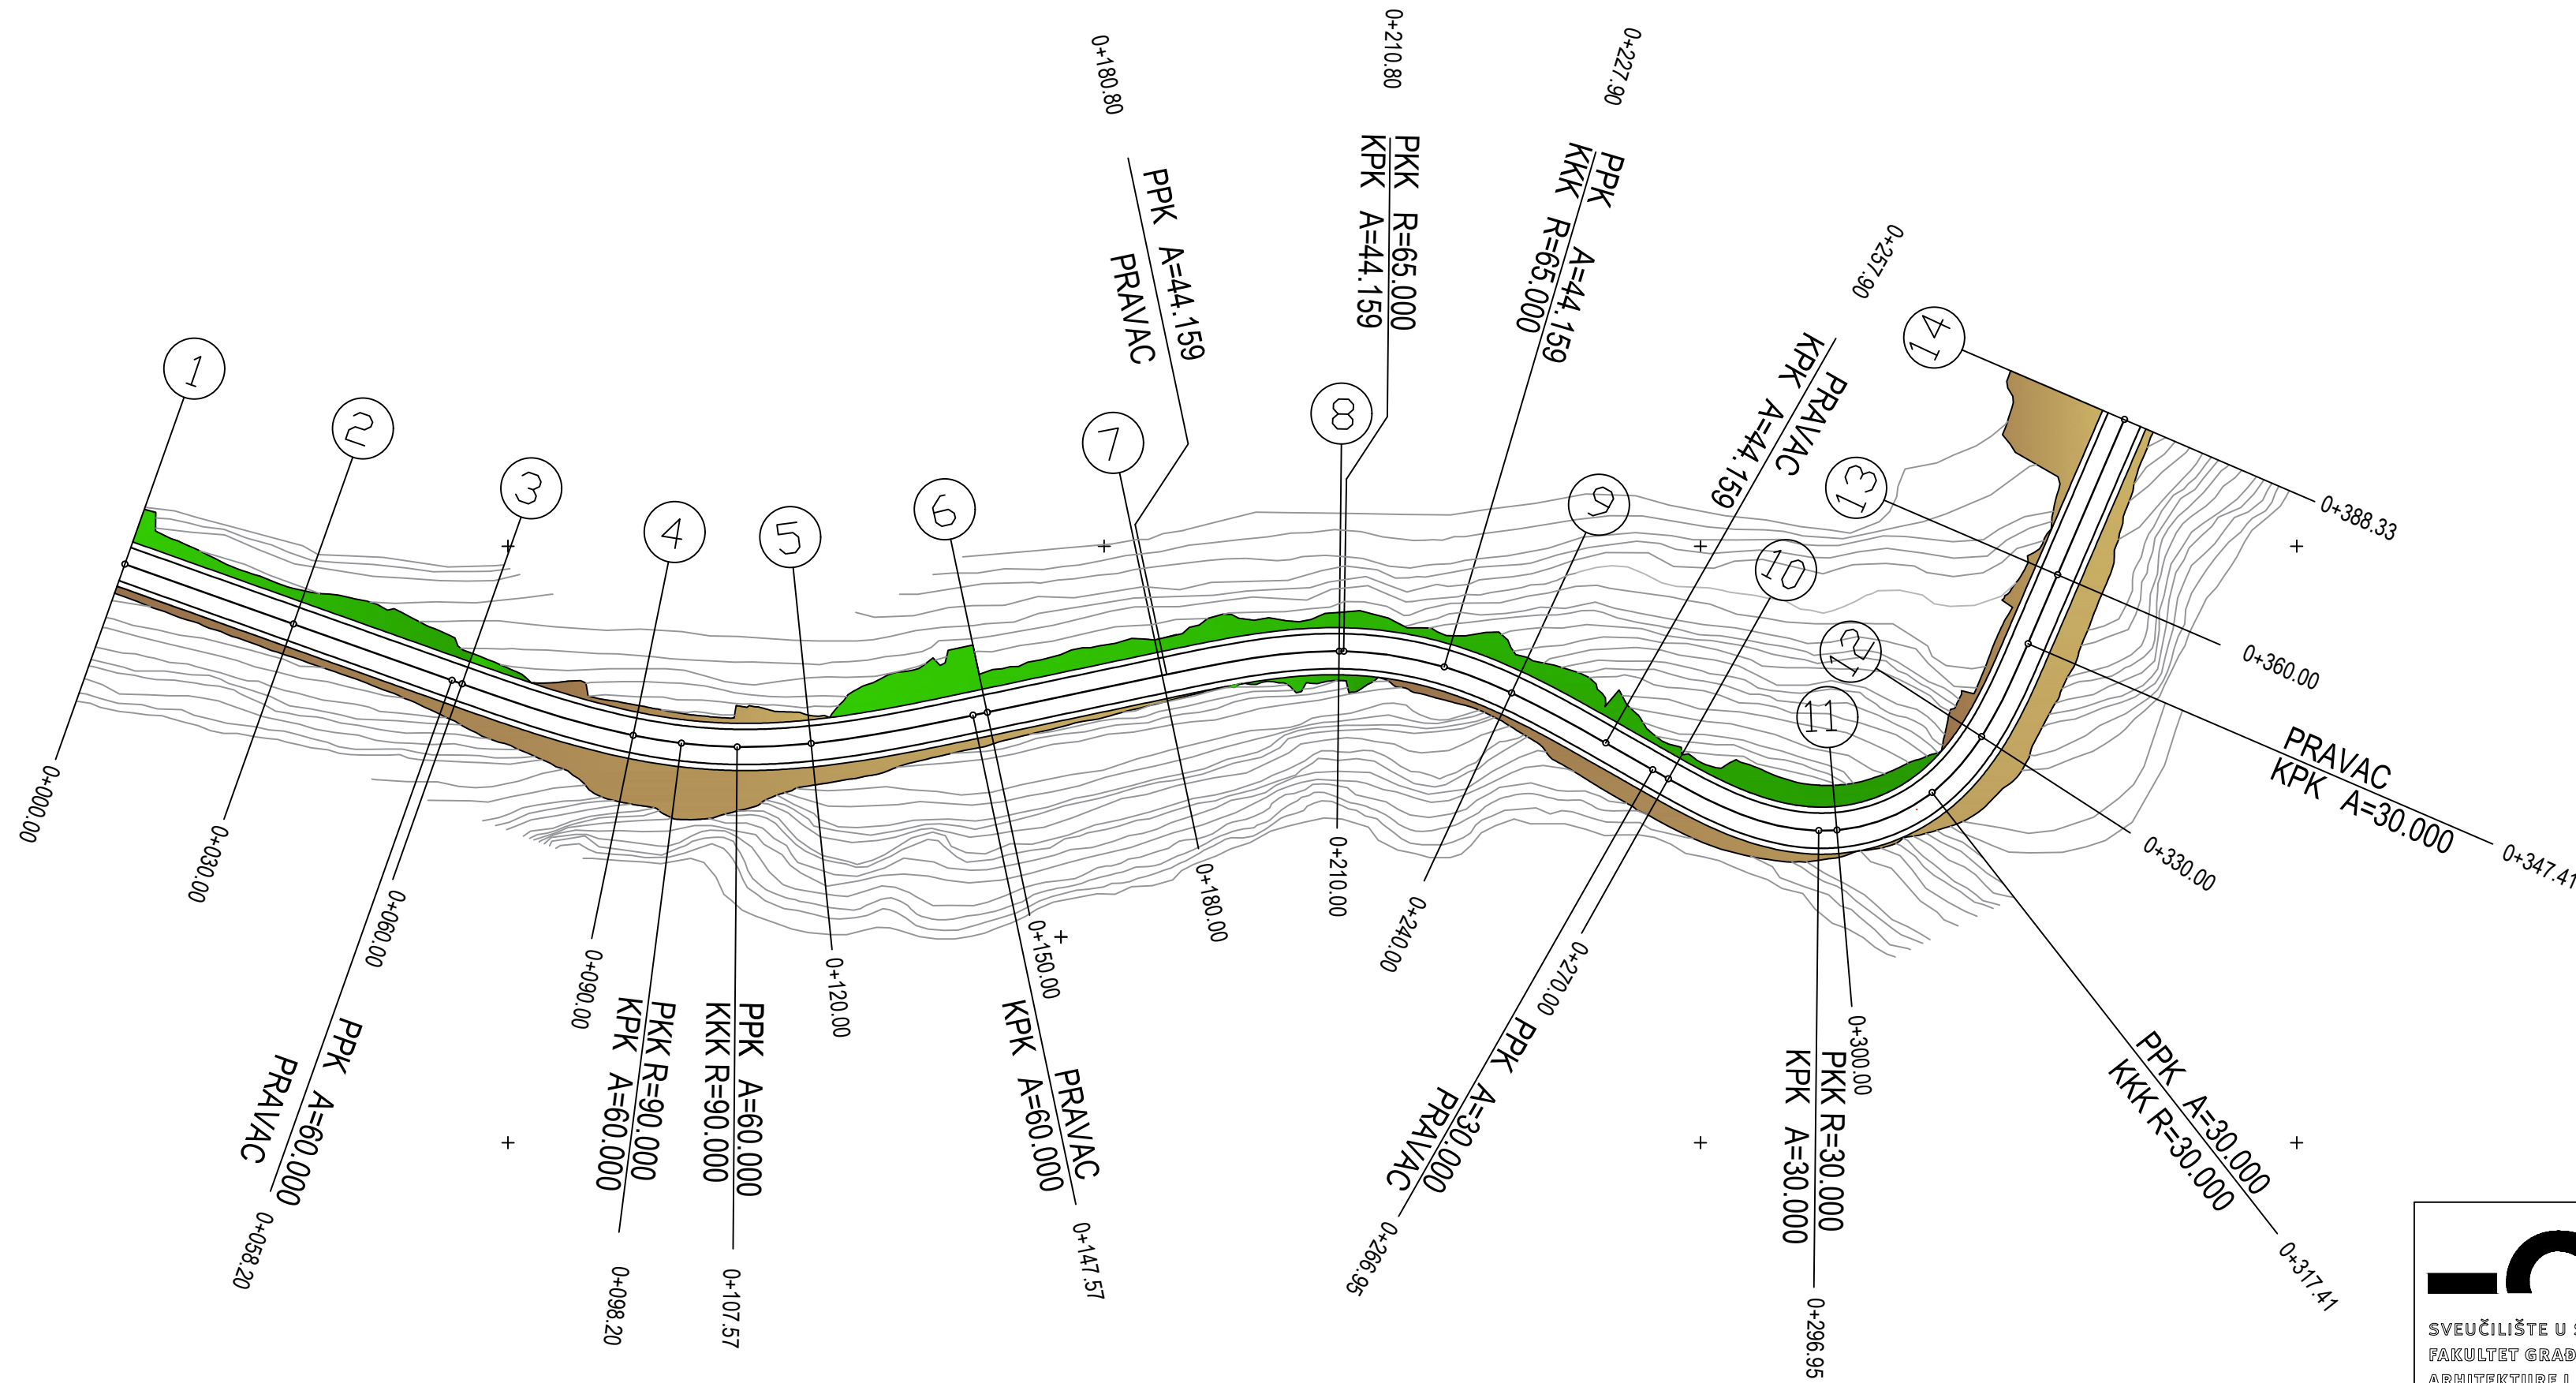 1
0+000.00
2
0+030.00
3
0+060.00
PPK A=60.000
PRAVAC
0+058.20
4
0+090.00
PKK R=90.000
KPK A=60.000
0+098.20
PPK A=60.000
KKK R=90.000
0+107.57
5
0+120.00
6
0+150.00
PRAVAC
KPK A=60.000
0+147.57
0+180.80
PPK A=44.159
PRAVAC
7
0+180.00
0+210.80
PKK R=65.000
KPK A=44.159
8
0+210.00
0+227.90
PPK A=44.159
KKK R=65.000
9
0+240.00
0+257.90
PRAVAC
KPK A=44.159
10
0+270.00
PPK A=30.000
PRAVAC
0+266.95
11
0+300.00
PKK R=30.000
KPK A=30.000
0+296.95
12
0+330.00
PPK A=30.000
KKK R=30.000
0+317.41
13
0+360.00
PRAVAC
KPK A=30.000
0+347.41
14
0+388.33
SVEUČILIŠTE U
FAKULTET
ARHITEKTURE I